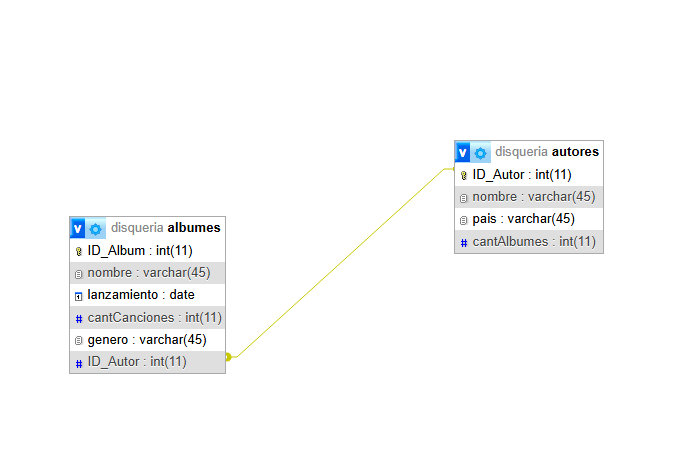 disqueria autores
ID_Autor : int(11)
nombre : varchar(45)
pais : varchar(45)
# cantAlbumes : int(11)
disqueria albumes
ID_Album : int(11)
nombre : varchar(45)
lanzamiento : date
# cantCanciones : int(11)
genero : varchar(45)
# ID_Autor : int(11)